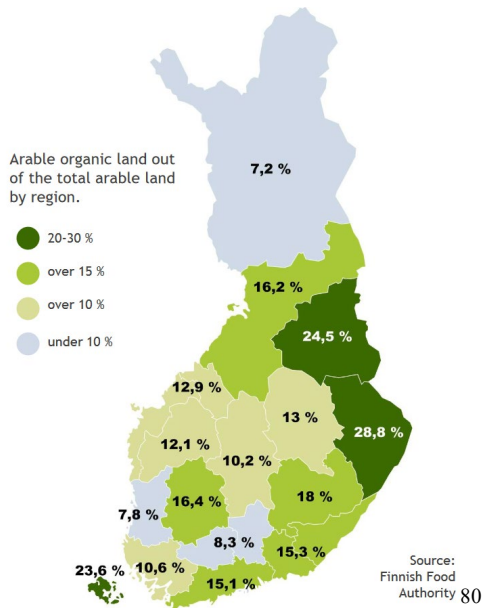 Arable organic land out
of the total arable land
by region.
20-30 %
over 15 %
over 10 %
under 10 %
7,2 %
16,2 %
24,5 %
12,9 %
13 %
28,8 %
12,1 %
10,2 %
16,4 %
18 %
7,8 %
8,3 %
15,3 %
23,6 %
10,6 %
15,1 %
Source:
Finnish Food
Authority
80